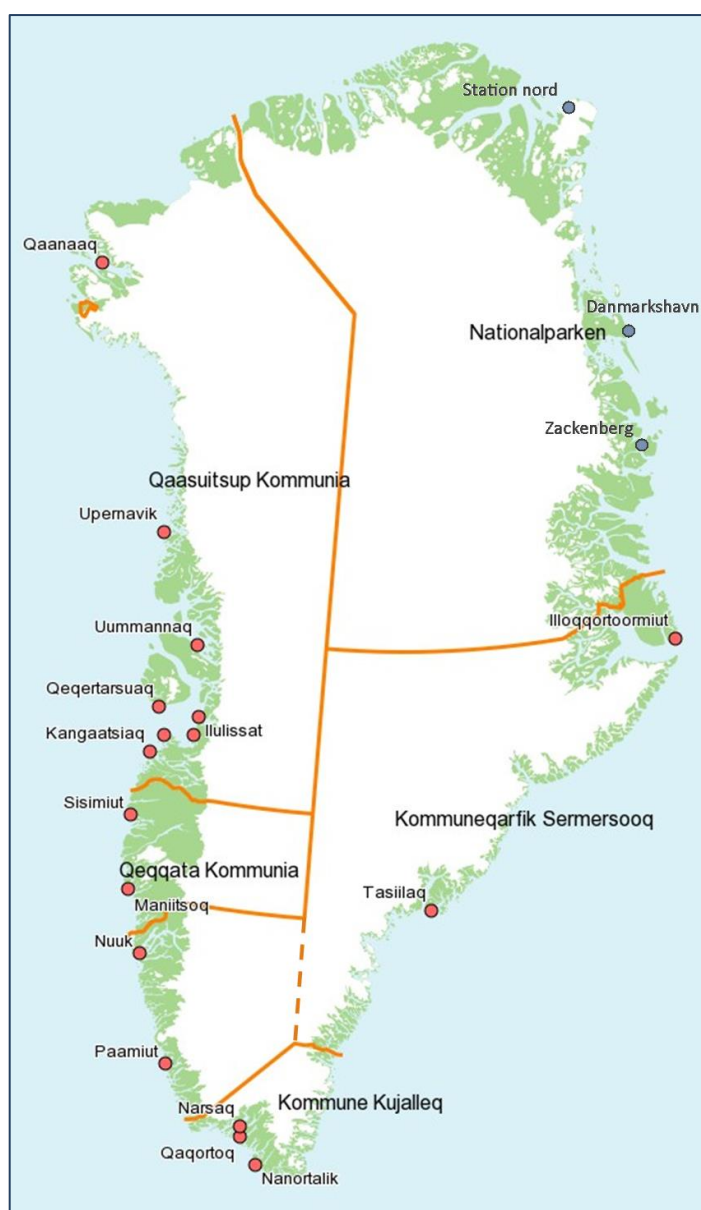 Station nord
Qaanaaq
Danmarkshavn
Nationalparken
Zackenberg
Qaasuitsup Kommunia
Upernavik
Illoqqortoormiut
Uummannaq
Qeqertarsuaq
Ilulissat
Kangaatsiaq
Sisimiut
Kommuneqarfik Sermersooq
Qeqqata Kommunia
Tasiilaq
Maniitsoq
Nuuk
Paamiut
Kommune Kujalleq
Narsaq
Qaqortoq
Nanortalik